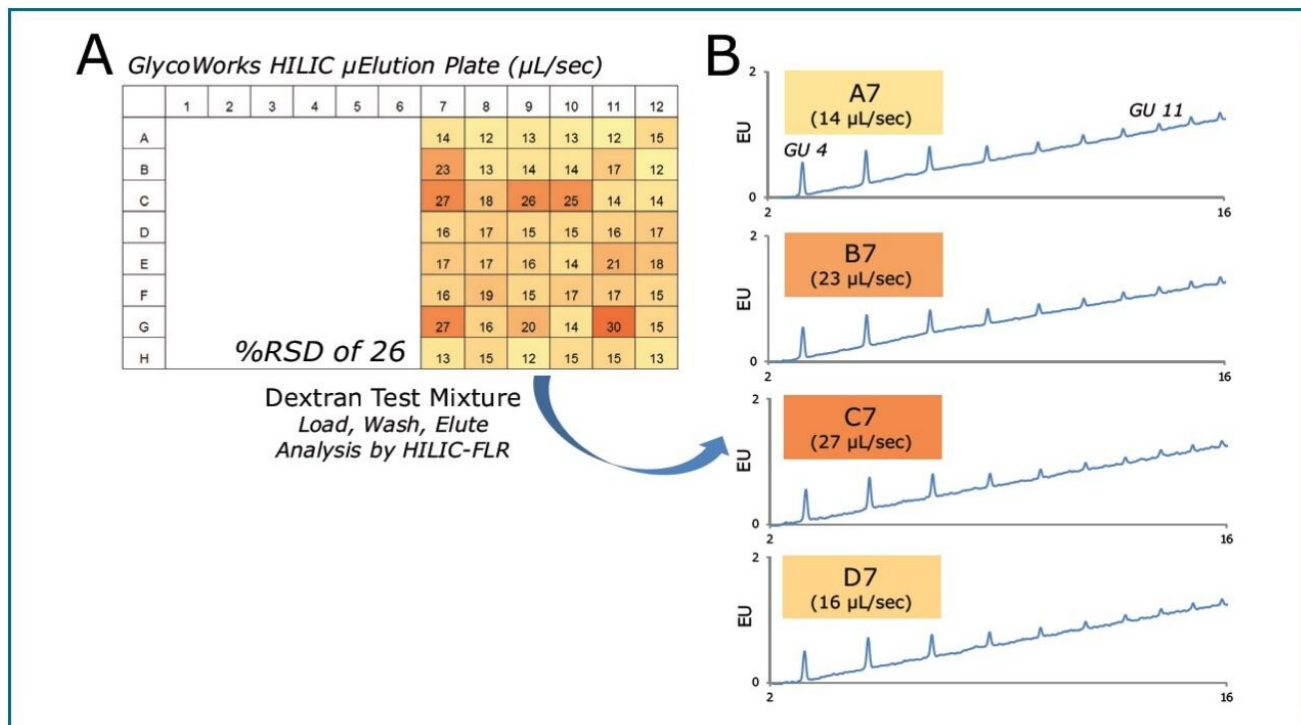 A
GlycoWorks HILIC µElution Plate (µL/sec)
1 2 3 4 5 6 7 8 9 10 11 12
A 14 12 13 13 12 15
B 23 13 14 14 17 12
C 27 18 26 25 14 14
D 16 17 15 15 16 17
E 17 17 16 14 21 18
F 16 19 15 17 17 15
G 27 16 20 14 30 15
H 13 15 12 15 15 13
%RSD of 26
Dextran Test Mixture
Load, Wash, Elute
Analysis by HILIC-FLR
B
2
EU
0
A7
(14 µL/sec)
GU 4
GU 11
2 16
2
EU
0
B7
(23 µL/sec)
2 16
2
EU
0
C7
(27 µL/sec)
2 16
2
EU
0
D7
(16 µL/sec)
2 16